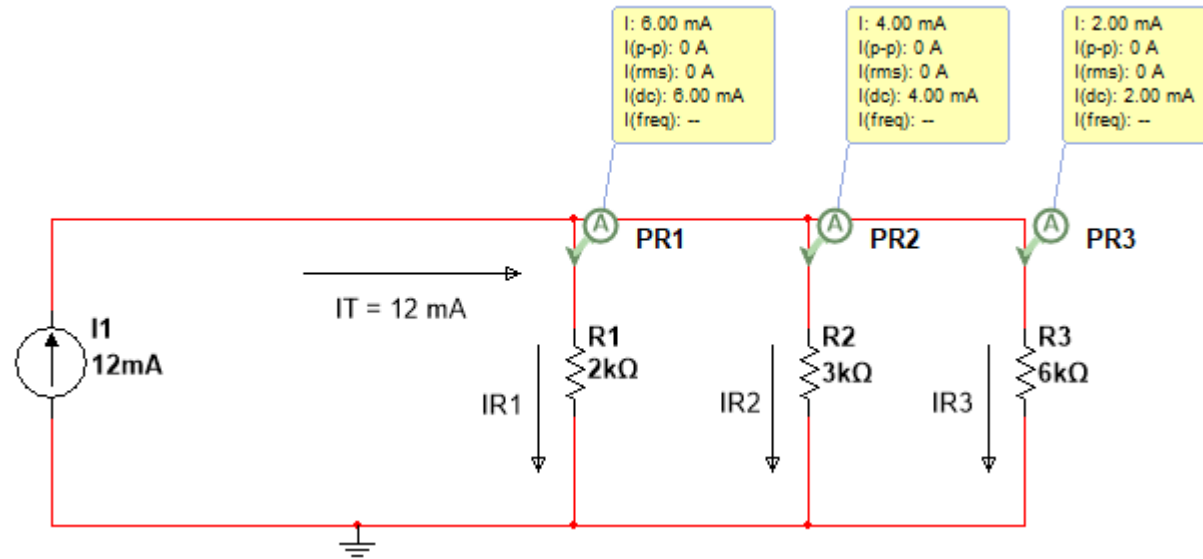 I: 6.00 mA
I(p-p): 0 A
I(rms): 0 A
I(dc): 6.00 mA
I(freq): --
I: 4.00 mA
I(p-p): 0 A
I(rms): 0 A
I(dc): 4.00 mA
I(freq): --
I: 2.00 mA
I(p-p): 0 A
I(rms): 0 A
I(dc): 2.00 mA
I(freq): --
A
PR1
A
PR2
A
PR3
IT = 12 mA
I1
12mA
R1
2kΩ
IR1
R2
3kΩ
IR2
R3
6kΩ
IR3